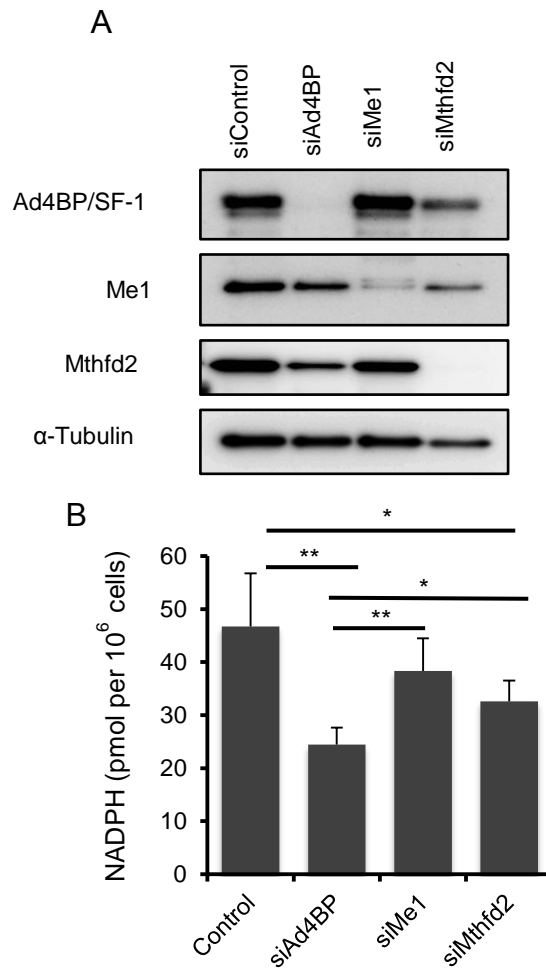 A
siControl
siAd4BP
siMe1
siMthfd2
Ad4BP/SF-1
Me1
Mthfd2
α-Tubulin
B
*
**
*
**
NADPH (pmol per 10⁶ cells)
60
50
40
30
20
10
0
Control
siAd4BP
siMe1
siMthfd2